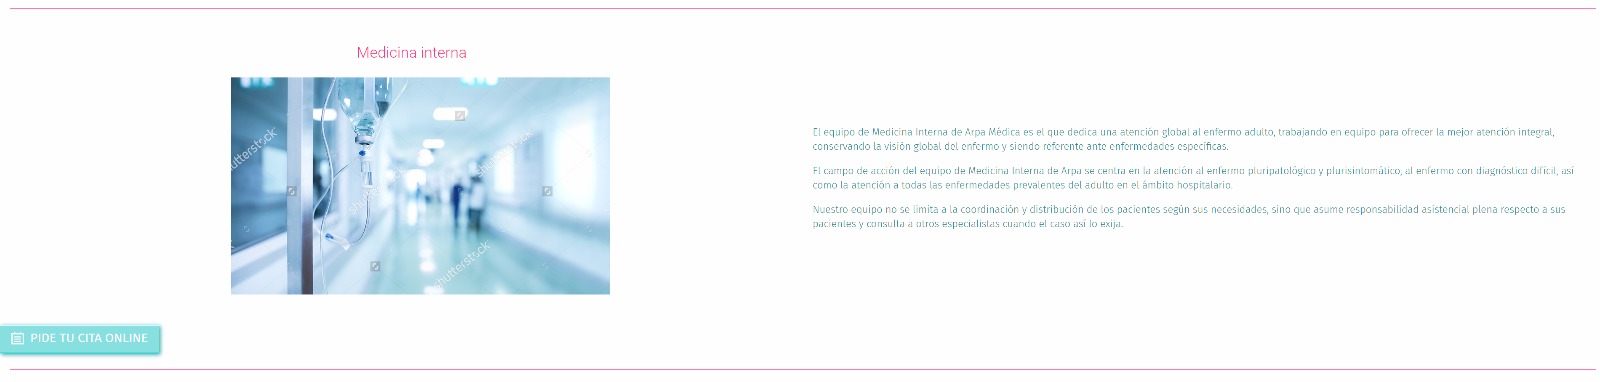 Medicina interna
shutterstock
shutterstock
shutterstock
El equipo de Medicina Interna de Arpa Médica es el que dedica una atención global al enfermo adulto, trabajando en equipo para ofrecer la mejor atención integral,
conservando la visión global del enfermo y siendo referente ante enfermedades específicas.
El campo de acción del equipo de Medicina Interna de Arpa se centra en la atención al enfermo pluripatológico y plurisintomático, al enfermo con diagnóstico difícil, así
como la atención a todas las enfermedades prevalentes del adulto en el ámbito hospitalario.
Nuestro equipo no se limita a la coordinación y distribución de los pacientes según sus necesidades, sino que asume responsabilidad asistencial plena respecto a sus
pacientes y consulta a otros especialistas cuando el caso así lo exija.
PIDE TU CITA ONLINE